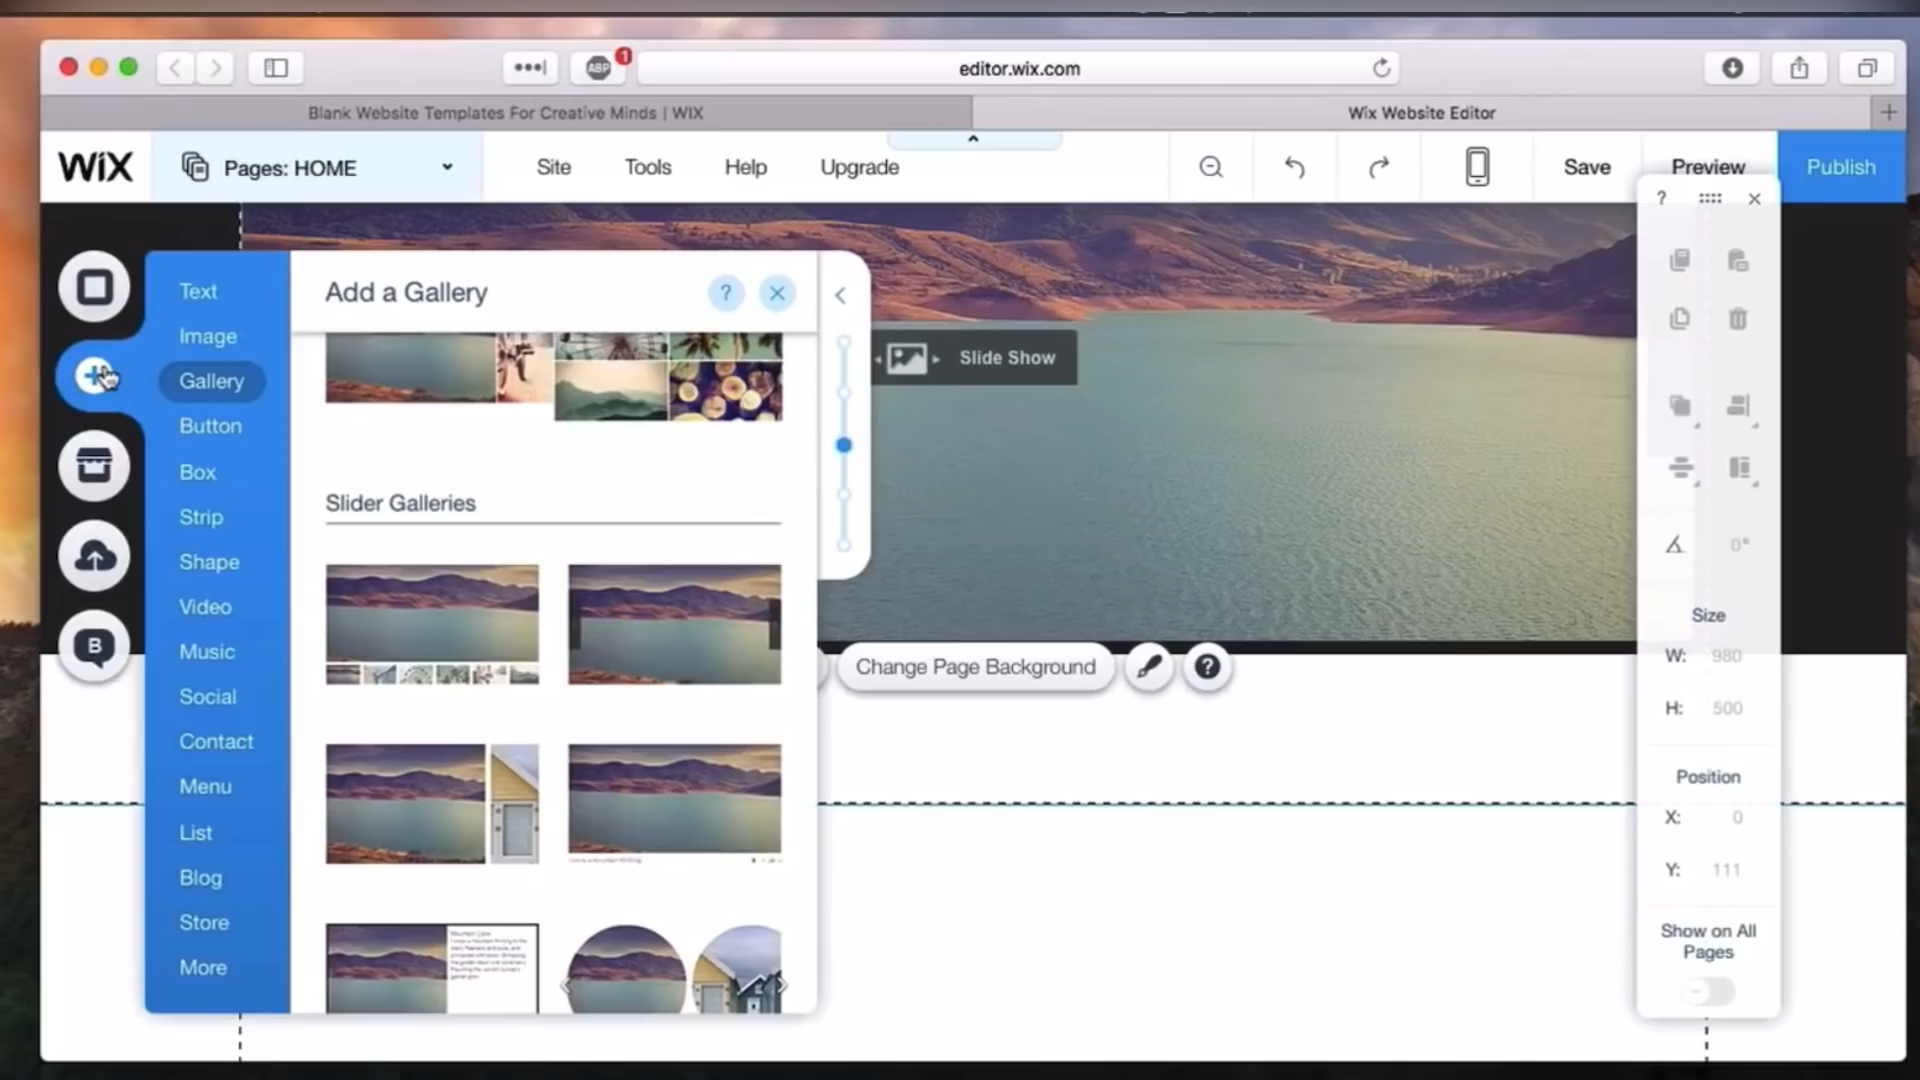 ABP
1
editor.wix.com
Blank Website Templates For Creative Minds | WIX
Wix Website Editor
WiX
Pages: HOME
Site
Tools
Help
Upgrade
Save
Preview
Publish
?
Text
Image
Gallery
Button
Box
Strip
Shape
Video
Music
Social
Contact
Menu
List
Blog
Store
More
B
Add a Gallery
?
Slider Galleries
Slide Show
Change Page Background
?
0°
Size
W: 980
H: 500
Position
X: 0
Y: 111
Show on All
Pages